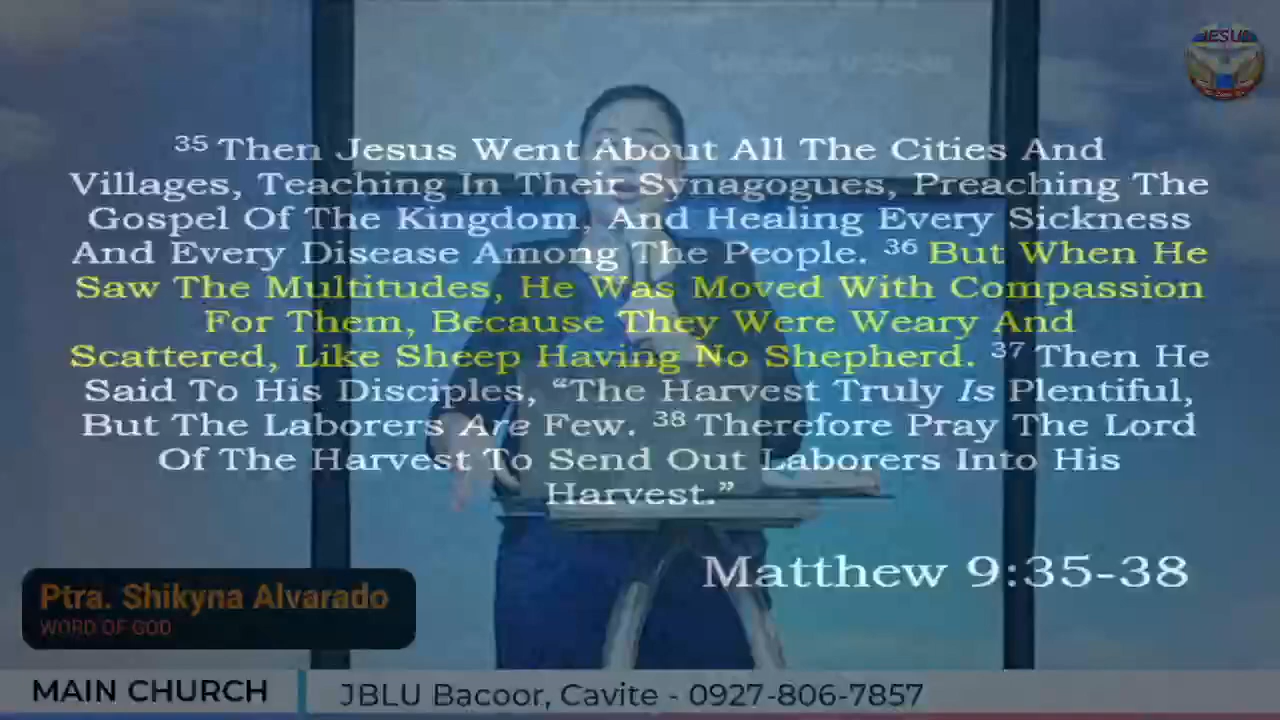 JESUS
35 Then Jesus Went About All The Cities And
Villages, Teaching In Their Synagogues, Preaching The
Gospel Of The Kingdom, And Healing Every Sickness
And Every Disease Among The People. 36 But When He
Saw The Multitudes, He Was Moved With Compassion
For Them, Because They Were Weary And
Scattered, Like Sheep Having No Shepherd. 37 Then He
Said To His Disciples, “The Harvest Truly Is Plentiful,
But The Laborers Are Few. 38 Therefore Pray The Lord
Of The Harvest To Send Out Laborers Into His
Harvest.”
Matthew 9:35-38
Ptra. Shikyna Alvarado
WORD OF GOD
MAIN CHURCH
JBLU Bacoor, Cavite - 0927-806-7857